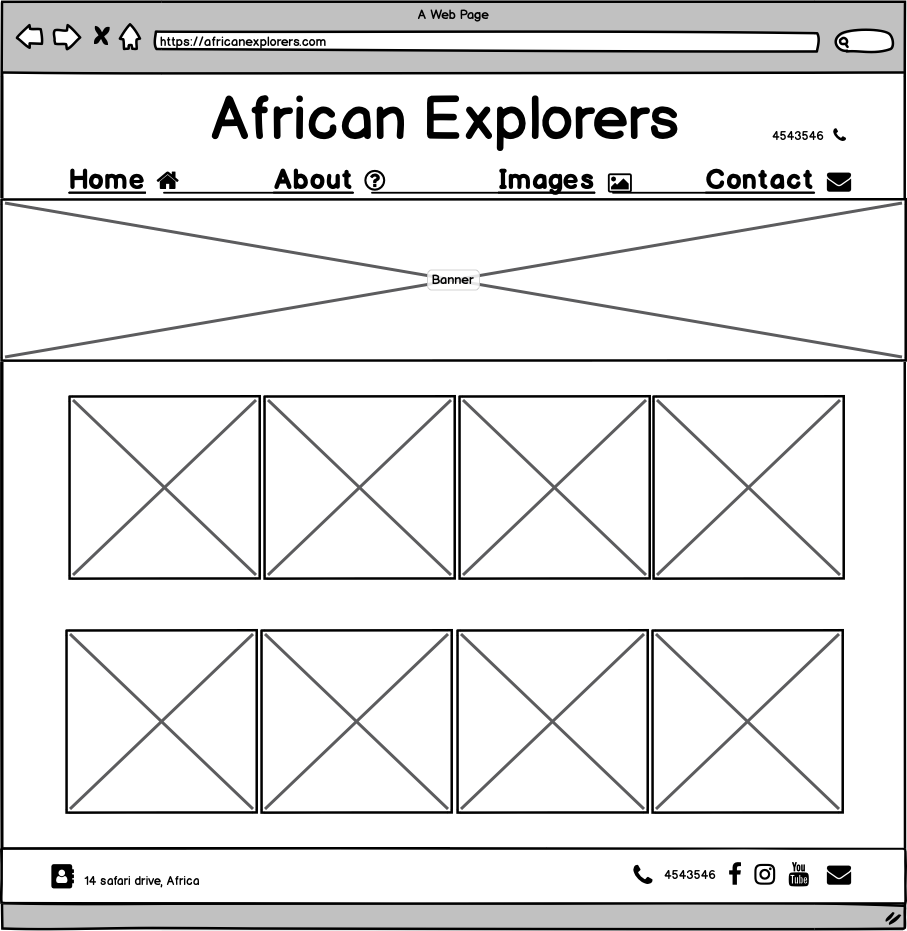 A Web Page
https://africanexplorers.com
African Explorers
4543546
Home About Images Contact
Banner
14 safari drive, Africa
4543546
You
Tube